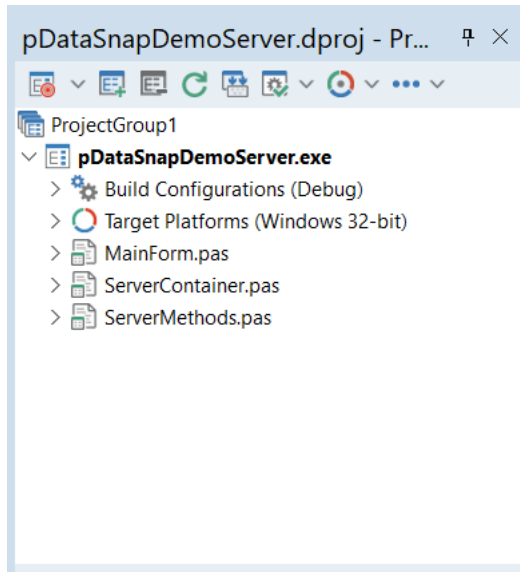 pDataSnapDemoServer.dproj - Pr...
ProjectGroup1
pDataSnapDemoServer.exe
Build Configurations (Debug)
Target Platforms (Windows 32-bit)
MainForm.pas
ServerContainer.pas
ServerMethods.pas